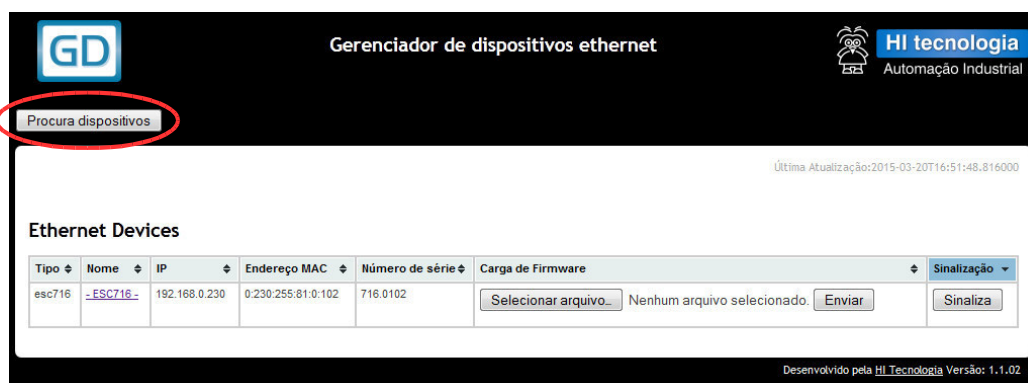 GD
Gerenciador de dispositivos ethernet
HI tecnologia
Automação Industrial
Procura dispositivos
Última Atualização:2015-03-20T16:51:48.816000
Ethernet Devices
Tipo Nome IP Endereço MAC Número de série Carga de Firmware Sinalização
esc716 - ESC716 - 192.168.0.230 0:230:255:81:0:102 716.0102 Selecionar arquivo... Nenhum arquivo selecionado. Enviar Sinaliza
Desenvolvido pela HI Tecnologia Versão: 1.1.02